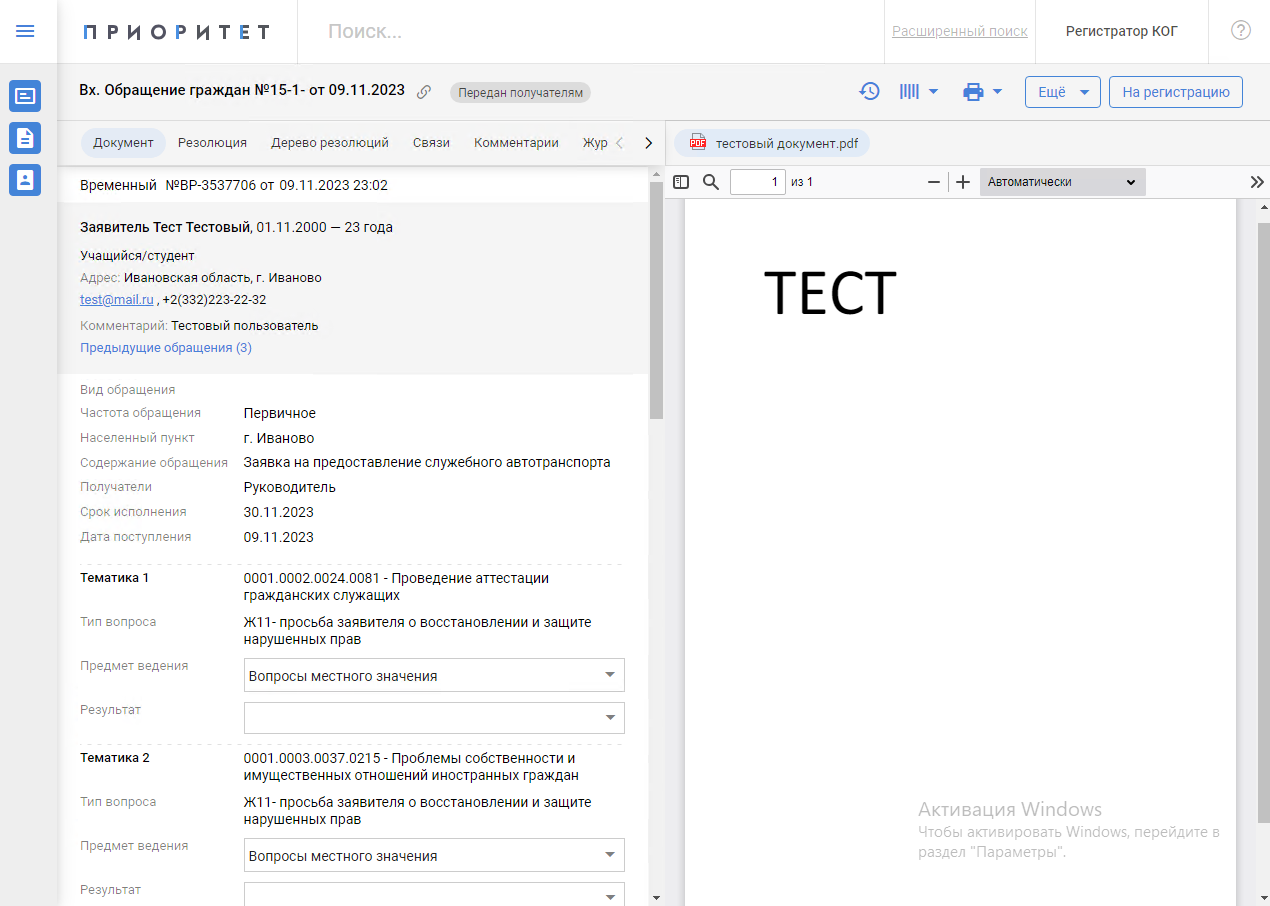 ПРИОРИТЕТ
Поиск...
Расширенный поиск
Регистратор КОГ
Вх. Обращение граждан №15-1- от 09.11.2023
Передан получателям
Ещё
На регистрацию
Документ
Резолюция
Дерево резолюций
Связи
Комментарии
Жур
PDF
тестовый документ.pdf
Временный №ВР-3537706 от 09.11.2023 23:02
1 из 1
Автоматически
Заявитель Тест Тестовый, 01.11.2000 — 23 года
Учащийся/студент
Адрес: Ивановская область, г. Иваново
test@mail.ru , +2(332)223-22-32
Комментарий: Тестовый пользователь
Предыдущие обращения (3)
Вид обращения
Частота обращения Первичное
Населенный пункт г. Иваново
Содержание обращения Заявка на предоставление служебного автотранспорта
Получатели Руководитель
Срок исполнения 30.11.2023
Дата поступления 09.11.2023
Тематика 1 0001.0002.0024.0081 - Проведение аттестации
гражданских служащих
Тип вопроса Ж11- просьба заявителя о восстановлении и защите
нарушенных прав
Предмет ведения Вопросы местного значения
Результат
Тематика 2 0001.0003.0037.0215 - Проблемы собственности и
имущественных отношений иностранных граждан
Тип вопроса Ж11- просьба заявителя о восстановлении и защите
нарушенных прав
Предмет ведения Вопросы местного значения
Результат
ТЕСТ
Активация Windows
Чтобы активировать Windows, перейдите в
раздел "Параметры".